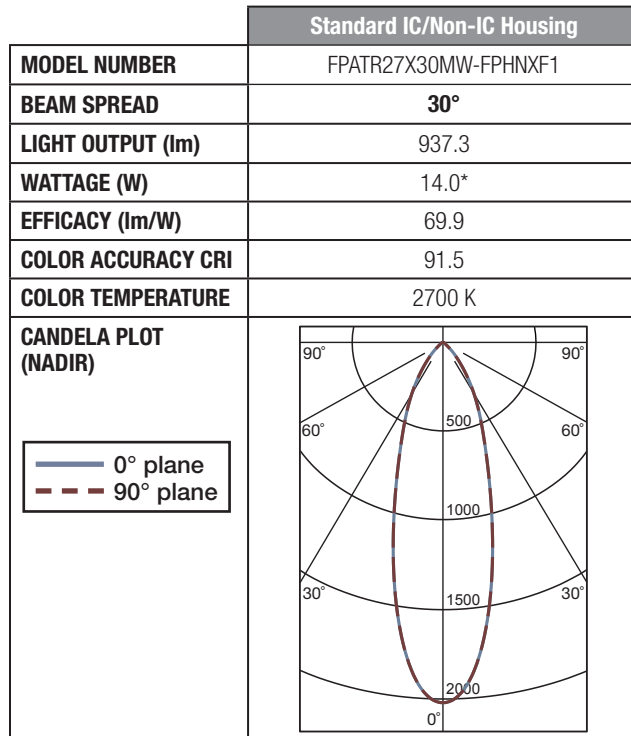 Standard IC/Non-IC Housing
MODEL NUMBER FPATR27X30MW-FPHNXF1
BEAM SPREAD 30°
LIGHT OUTPUT (lm) 937.3
WATTAGE (W) 14.0*
EFFICACY (lm/W) 69.9
COLOR ACCURACY CRI 91.5
COLOR TEMPERATURE 2700 K
CANDELA PLOT
(NADIR)
0° plane
90° plane
90° 90°
500
60° 60°
1000
30° 1500 30°
2000
0°